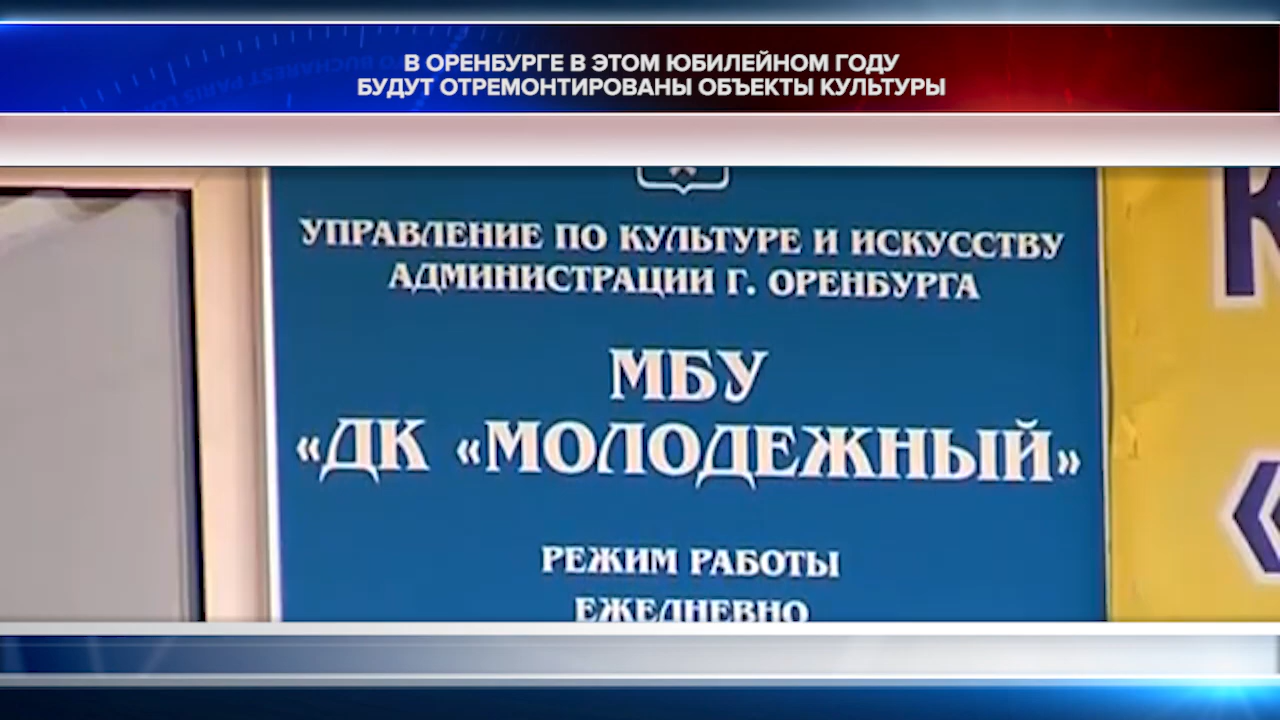 В ОРЕНБУРГЕ В ЭТОМ ЮБИЛЕЙНОМ ГОДУ
БУДУТ ОТРЕМОНТИРОВАНЫ ОБЪЕКТЫ КУЛЬТУРЫ
УПРАВЛЕНИЕ ПО КУЛЬТУРЕ И ИСКУССТВУ
АДМИНИСТРАЦИИ Г. ОРЕНБУРГА
МБУ
«ДК «МОЛОДЕЖНЫЙ»
РЕЖИМ РАБОТЫ
ЕЖЕДНЕВНО